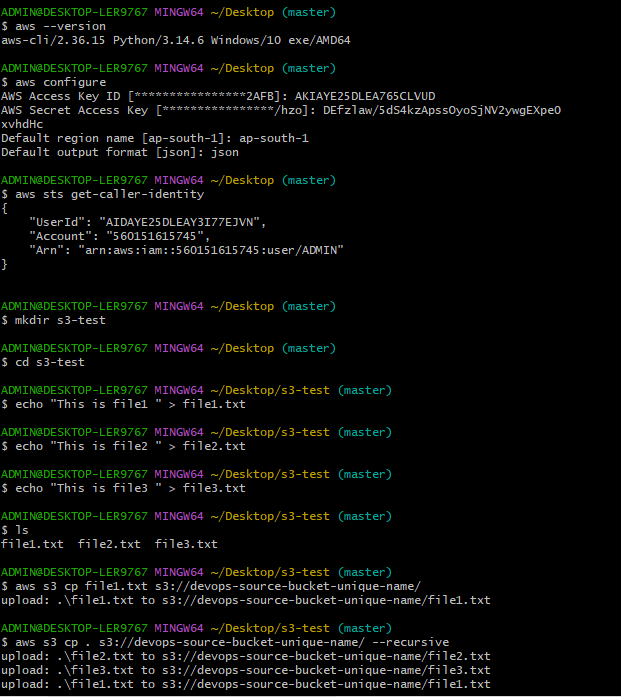 ADMIN@DESKTOP-LER9767 MINGW64 ~/Desktop (master)
$ aws --version
aws-cli/2.36.15 Python/3.14.6 Windows/10 exe/AMD64
ADMIN@DESKTOP-LER9767 MINGW64 ~/Desktop (master)
$ aws configure
AWS Access Key ID [****************2AFB]: AKIAYE25DLEA765CLVUD
AWS Secret Access Key [****************/hzo]: DEfzlaw/5dS4kzApssOyoSjNV2ywgEXpeO
xvhdHc
Default region name [ap-south-1]: ap-south-1
Default output format [json]: json
ADMIN@DESKTOP-LER9767 MINGW64 ~/Desktop (master)
$ aws sts get-caller-identity
{
    "UserId": "AIDAYE25DLEAY3I77EJVN",
    "Account": "560151615745",
    "Arn": "arn:aws:iam::560151615745:user/ADMIN"
}
ADMIN@DESKTOP-LER9767 MINGW64 ~/Desktop (master)
$ mkdir s3-test
ADMIN@DESKTOP-LER9767 MINGW64 ~/Desktop (master)
$ cd s3-test
ADMIN@DESKTOP-LER9767 MINGW64 ~/Desktop/s3-test (master)
$ echo "This is file1 " > file1.txt
ADMIN@DESKTOP-LER9767 MINGW64 ~/Desktop/s3-test (master)
$ echo "This is file2 " > file2.txt
ADMIN@DESKTOP-LER9767 MINGW64 ~/Desktop/s3-test (master)
$ echo "This is file3 " > file3.txt
ADMIN@DESKTOP-LER9767 MINGW64 ~/Desktop/s3-test (master)
$ ls
file1.txt  file2.txt  file3.txt
ADMIN@DESKTOP-LER9767 MINGW64 ~/Desktop/s3-test (master)
$ aws s3 cp file1.txt s3://devops-source-bucket-unique-name/
upload: .\file1.txt to s3://devops-source-bucket-unique-name/file1.txt
ADMIN@DESKTOP-LER9767 MINGW64 ~/Desktop/s3-test (master)
$ aws s3 cp . s3://devops-source-bucket-unique-name/ --recursive
upload: .\file2.txt to s3://devops-source-bucket-unique-name/file2.txt
upload: .\file3.txt to s3://devops-source-bucket-unique-name/file3.txt
upload: .\file1.txt to s3://devops-source-bucket-unique-name/file1.txt